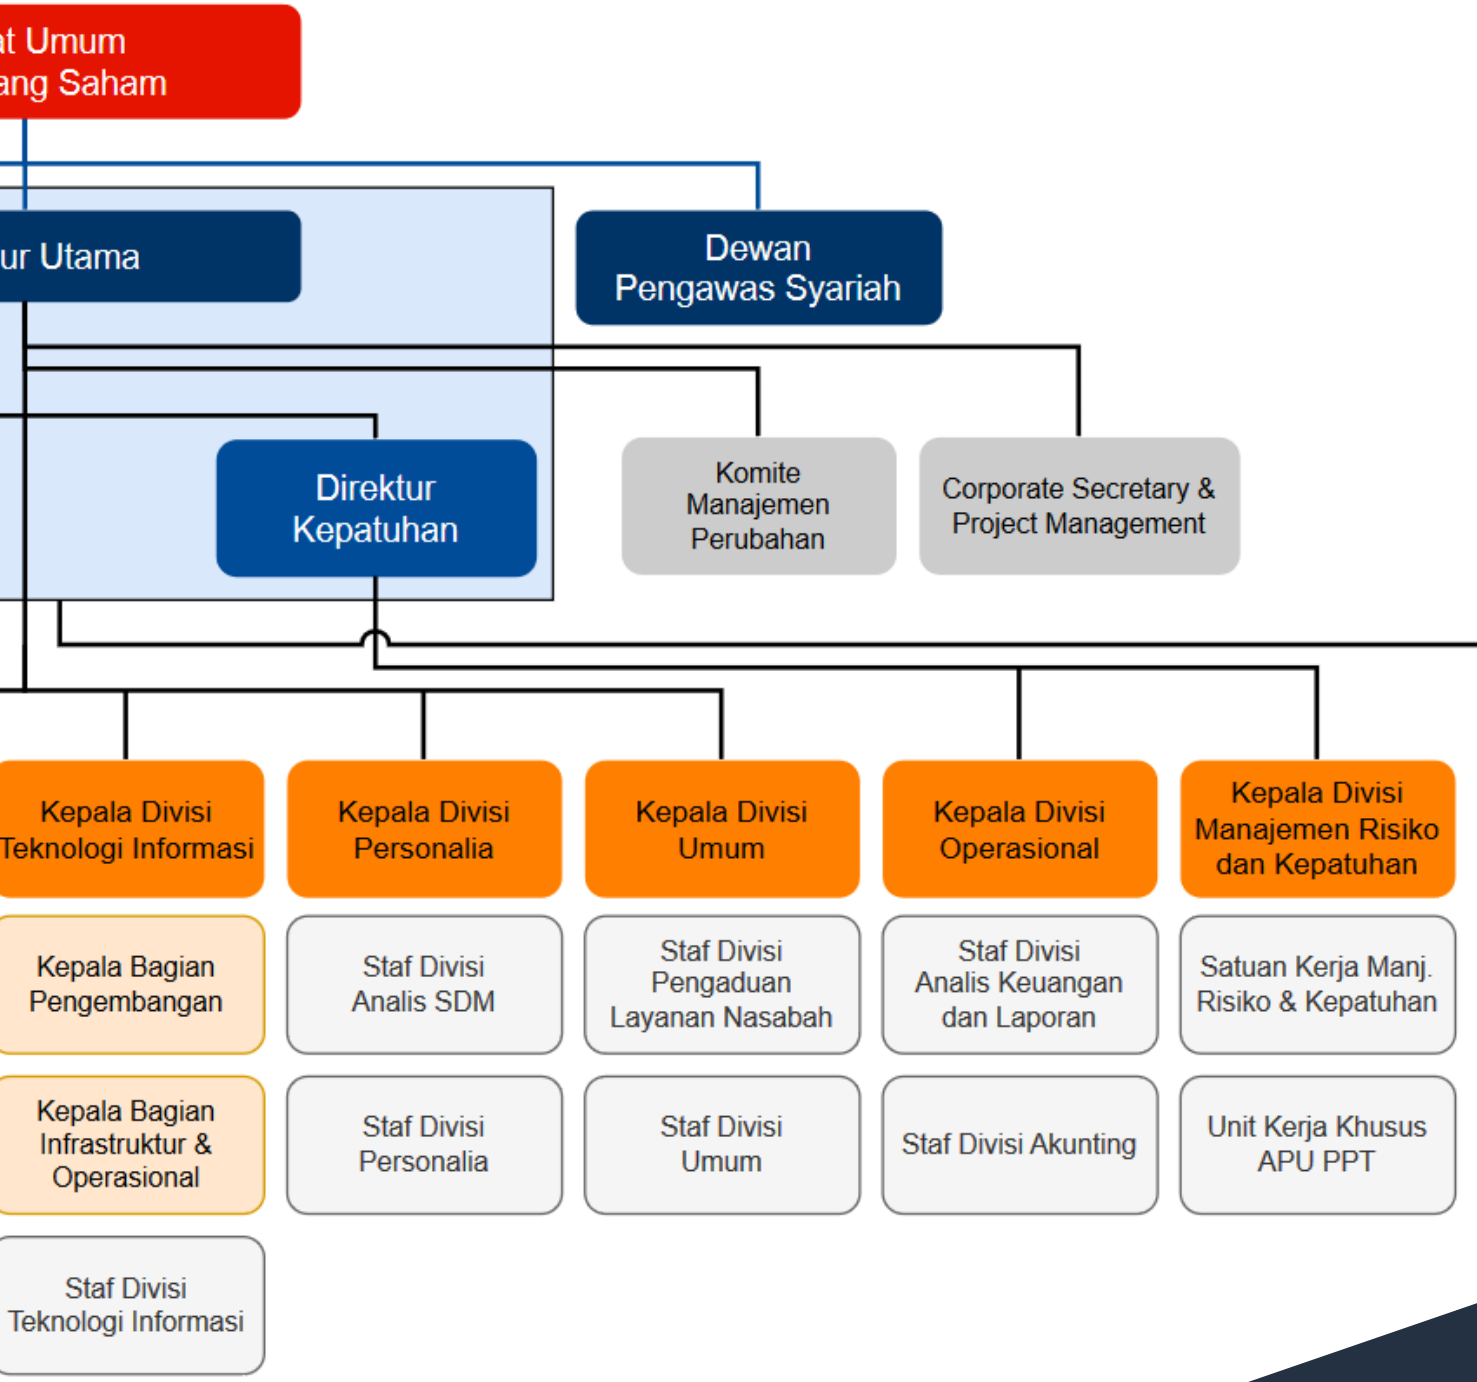 at Umum
ang Saham
ur Utama
Dewan
Pengawas Syariah
Direktur
Kepatuhan
Komite
Manajemen
Perubahan
Corporate Secretary &
Project Management
Kepala Divisi
Teknologi Informasi
Kepala Divisi
Personalia
Kepala Divisi
Umum
Kepala Divisi
Operasional
Kepala Divisi
Manajemen Risiko
dan Kepatuhan
Kepala Bagian
Pengembangan
Staf Divisi
Analis SDM
Staf Divisi
Pengaduan
Layanan Nasabah
Staf Divisi
Analis Keuangan
dan Laporan
Satuan Kerja Manj.
Risiko & Kepatuhan
Kepala Bagian
Infrastruktur &
Operasional
Staf Divisi
Personalia
Staf Divisi
Umum
Staf Divisi Akunting
Unit Kerja Khusus
APU PPT
Staf Divisi
Teknologi Informasi